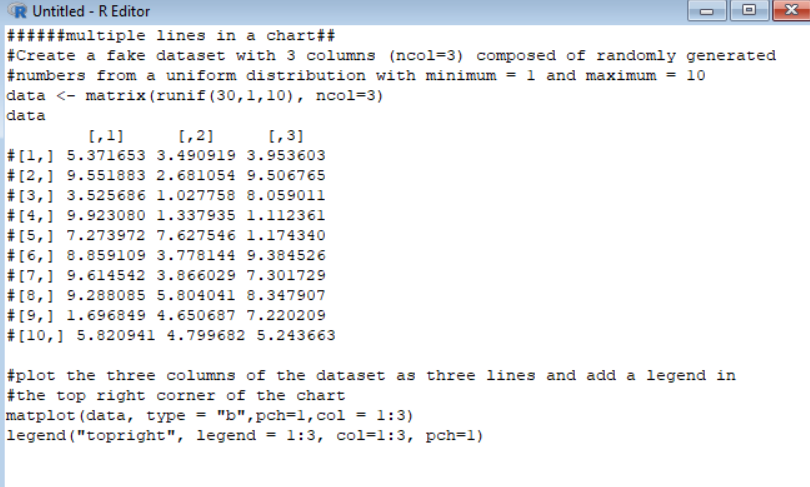 Untitled - R Editor
######multiple lines in a chart##
#Create a fake dataset with 3 columns (ncol=3) composed of randomly generated
#numbers from a uniform distribution with minimum = 1 and maximum = 10
data <- matrix(runif(30,1,10), ncol=3)
data
[,1] [,2] [,3]
#[1,] 5.371653 3.490919 3.953603
#[2,] 9.551883 2.681054 9.506765
#[3,] 3.525686 1.027758 8.059011
#[4,] 9.923080 1.337935 1.112361
#[5,] 7.273972 7.627546 1.174340
#[6,] 8.859109 3.778144 9.384526
#[7,] 9.614542 3.866029 7.301729
#[8,] 9.288085 5.804041 8.347907
#[9,] 1.696849 4.650687 7.220209
#[10,] 5.820941 4.799682 5.243663
#plot the three columns of the dataset as three lines and add a legend in
#the top right corner of the chart
matplot(data, type = "b",pch=1,col = 1:3)
legend("topright", legend = 1:3, col=1:3, pch=1)